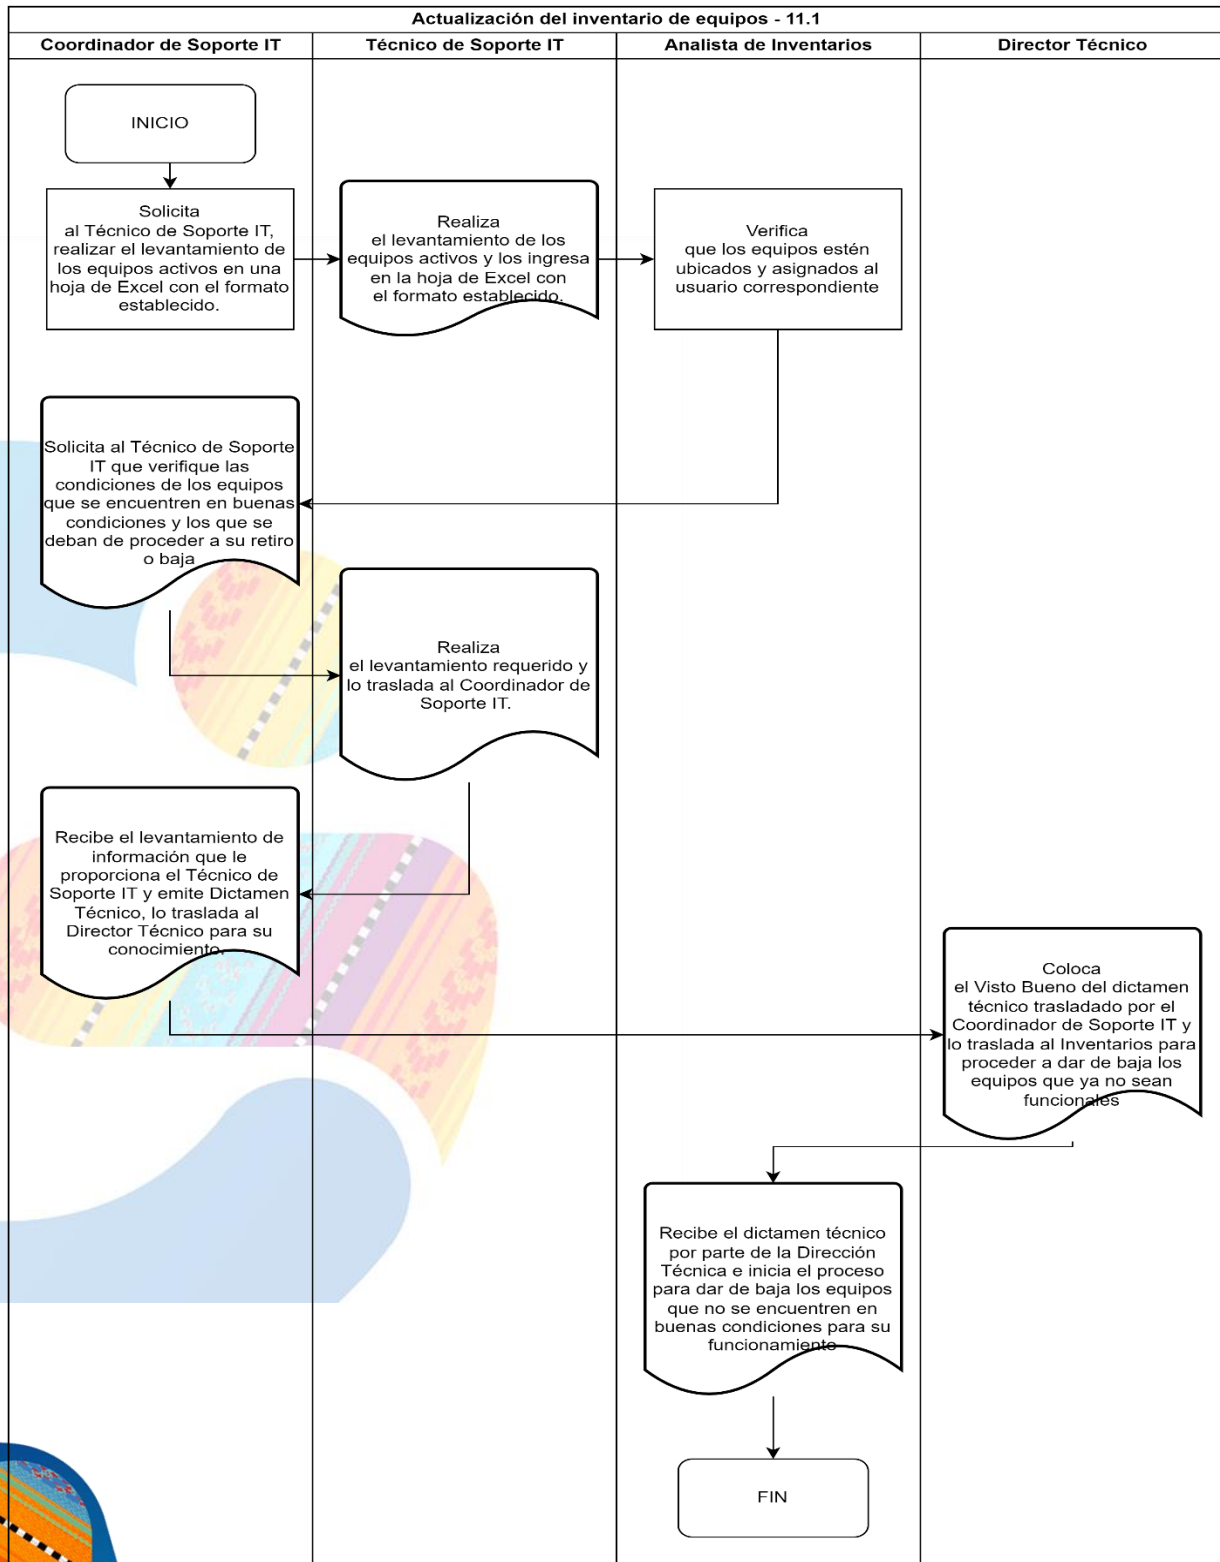 Actualización del inventario de equipos - 11.1
Coordinador de Soporte IT
Técnico de Soporte IT
Analista de Inventarios
Director Técnico
INICIO
Solicita
al Técnico de Soporte IT,
realizar el levantamiento de
los equipos activos en una
hoja de Excel con el formato
establecido.
Realiza
el levantamiento de los
equipos activos y los ingresa
en la hoja de Excel con
el formato establecido.
Verifica
que los equipos estén
ubicados y asignados al
usuario correspondiente
Solicita al Técnico de Soporte
IT que verifique las
condiciones de los equipos
que se encuentren en buenas
condiciones y los que se
deban de proceder a su retiro
o baja
Realiza
el levantamiento requerido y
lo traslada al Coordinador de
Soporte IT.
Recibe el levantamiento de
información que le
proporciona el Técnico de
Soporte IT y emite Dictamen
Técnico, lo traslada al
Director Técnico para su
conocimiento.
Coloca
el Visto Bueno del dictamen
técnico trasladado por el
Coordinador de Soporte IT y
lo traslada al Inventarios para
proceder a dar de baja los
equipos que ya no sean
funcionales
Recibe el dictamen técnico
por parte de la Dirección
Técnica e inicia el proceso
para dar de baja los equipos
que no se encuentren en
buenas condiciones para su
funcionamiento
FIN